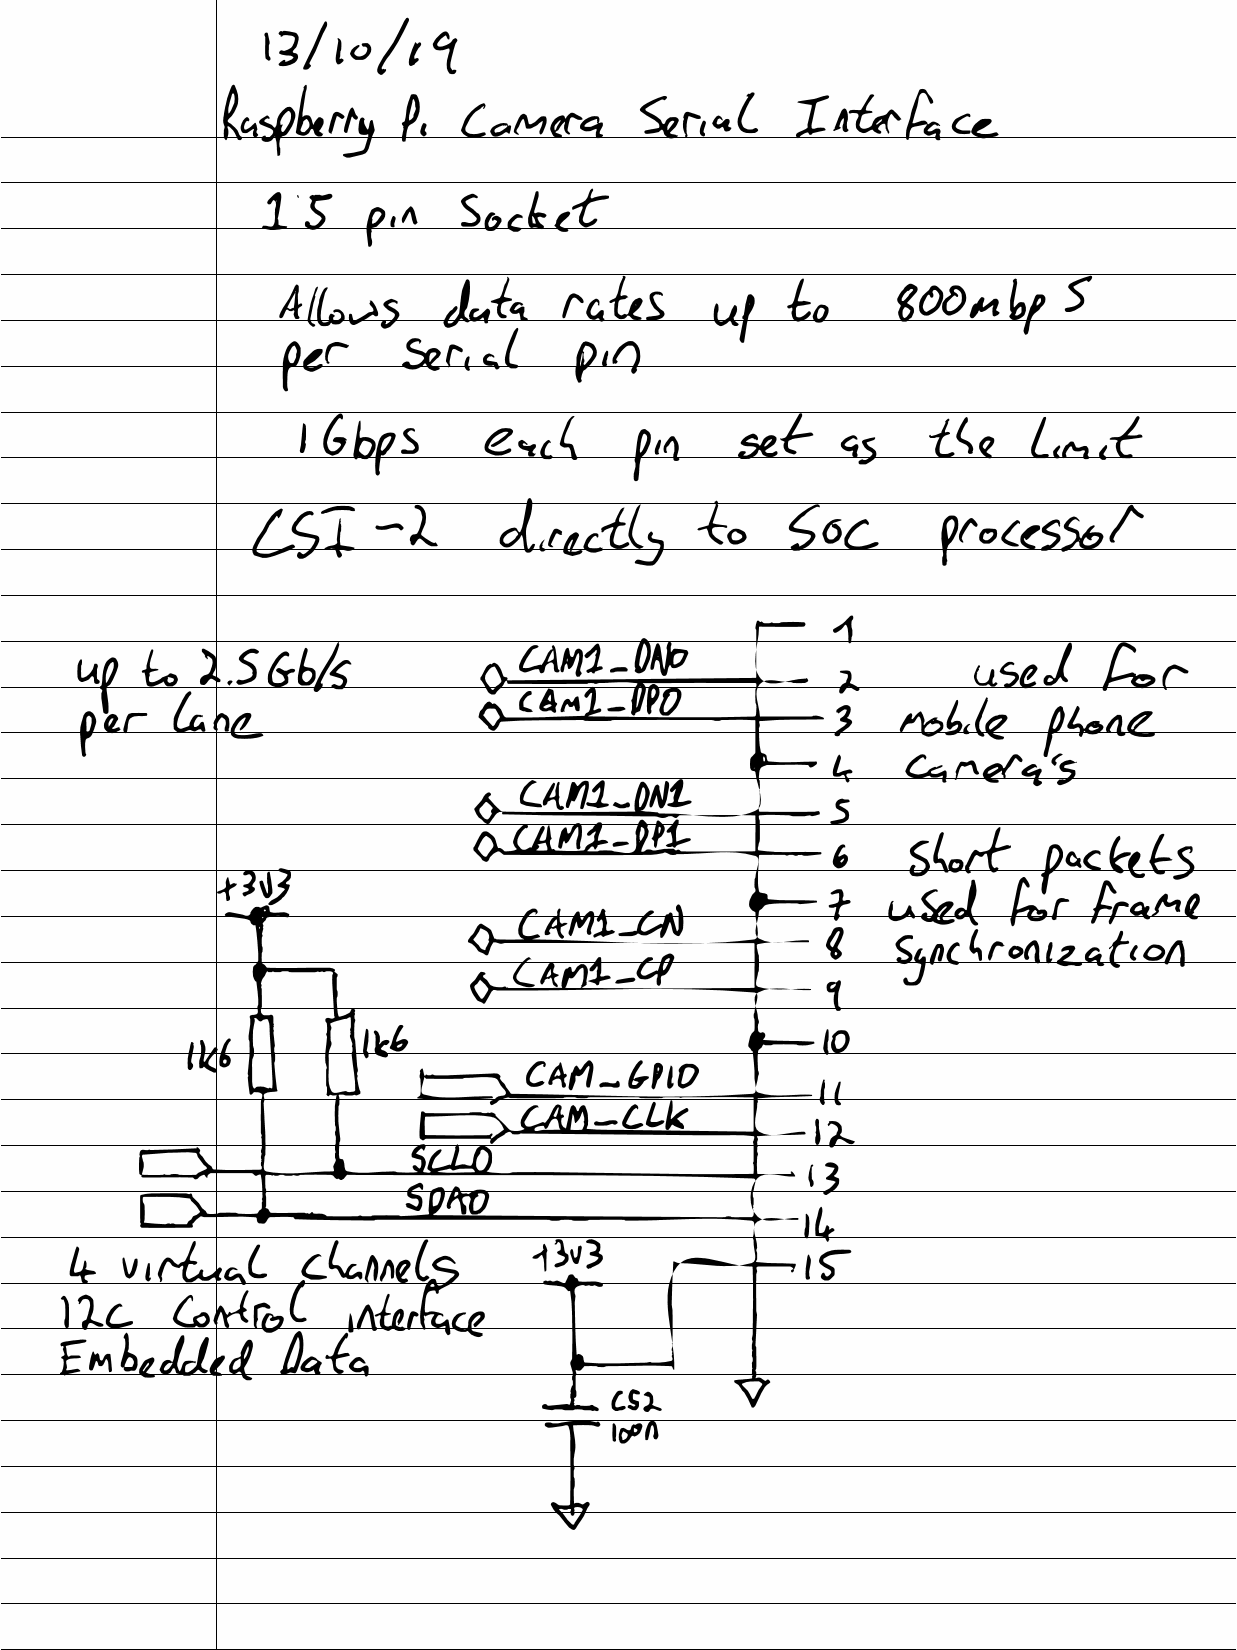 13/10/19
Raspberry Pi Camera Serial Interface
15 pin Socket
Allows data rates up to 800mbps
per serial pin
1Gbps each pin set as the limit
CSI-2 directly to SOC processor
up to 2.5Gb/s
per lane
CAM1_DN0
CAM1_DP0
CAM1_DN1
CAM1_DP1
CAM1_CN
CAM1_CP
CAM_GPIO
CAM_CLK
SCL0
SDA0
1
2
3
4
5
6
7
8
9
10
11
12
13
14
15
used for
mobile phone
camera's
short packets
used for frame
synchronization
+3v3
1k6
1k6
4 virtual channels
I2C Control interface
Embedded Data
+3v3
C52
100n